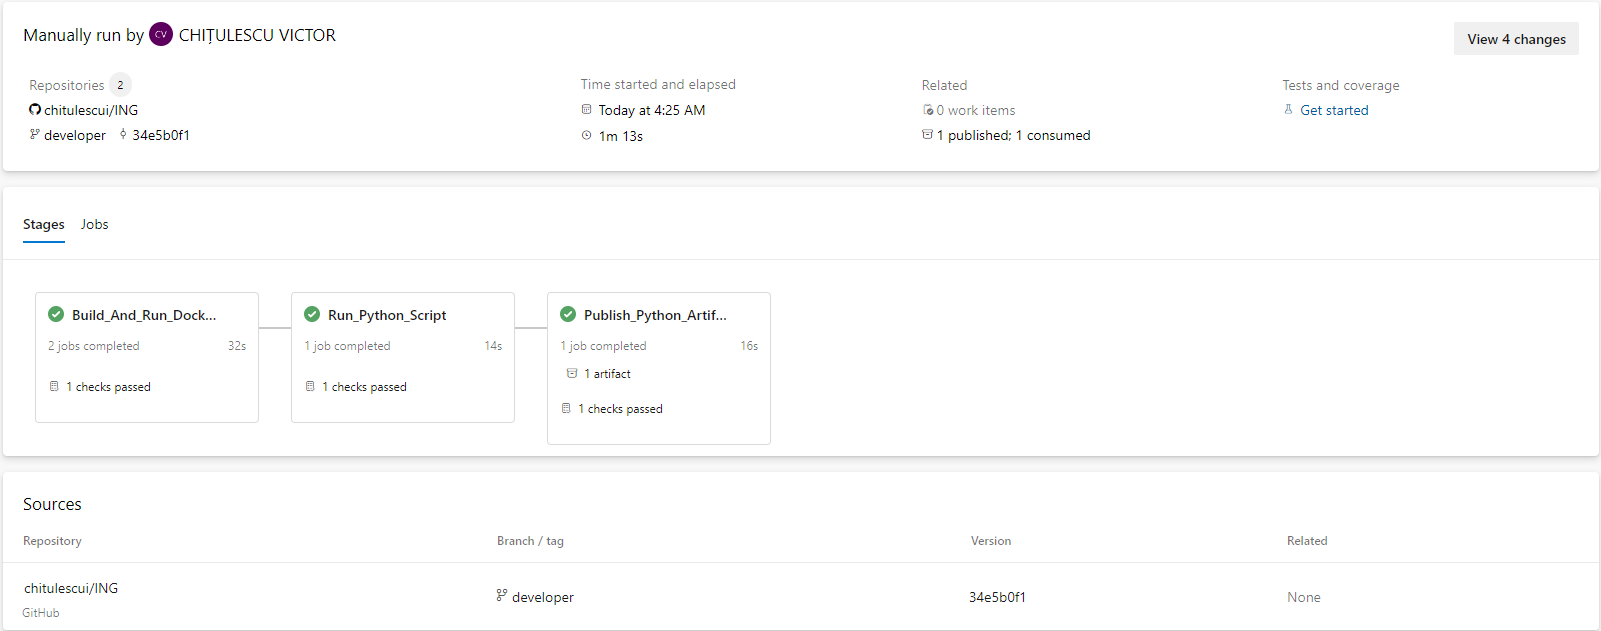 Manually run by CV CHIȚULESCU VICTOR
View 4 changes
Repositories 2
chitulescui/ING
developer 34e5b0f1
Time started and elapsed
Today at 4:25 AM
1m 13s
Related
0 work items
1 published; 1 consumed
Tests and coverage
Get started
Stages Jobs
Build_And_Run_Dock...
2 jobs completed 32s
1 checks passed
Run_Python_Script
1 job completed 14s
1 checks passed
Publish_Python_Artif...
1 job completed 16s
1 artifact
1 checks passed
Sources
Repository Branch / tag Version Related
chitulescui/ING
GitHub
developer 34e5b0f1 None